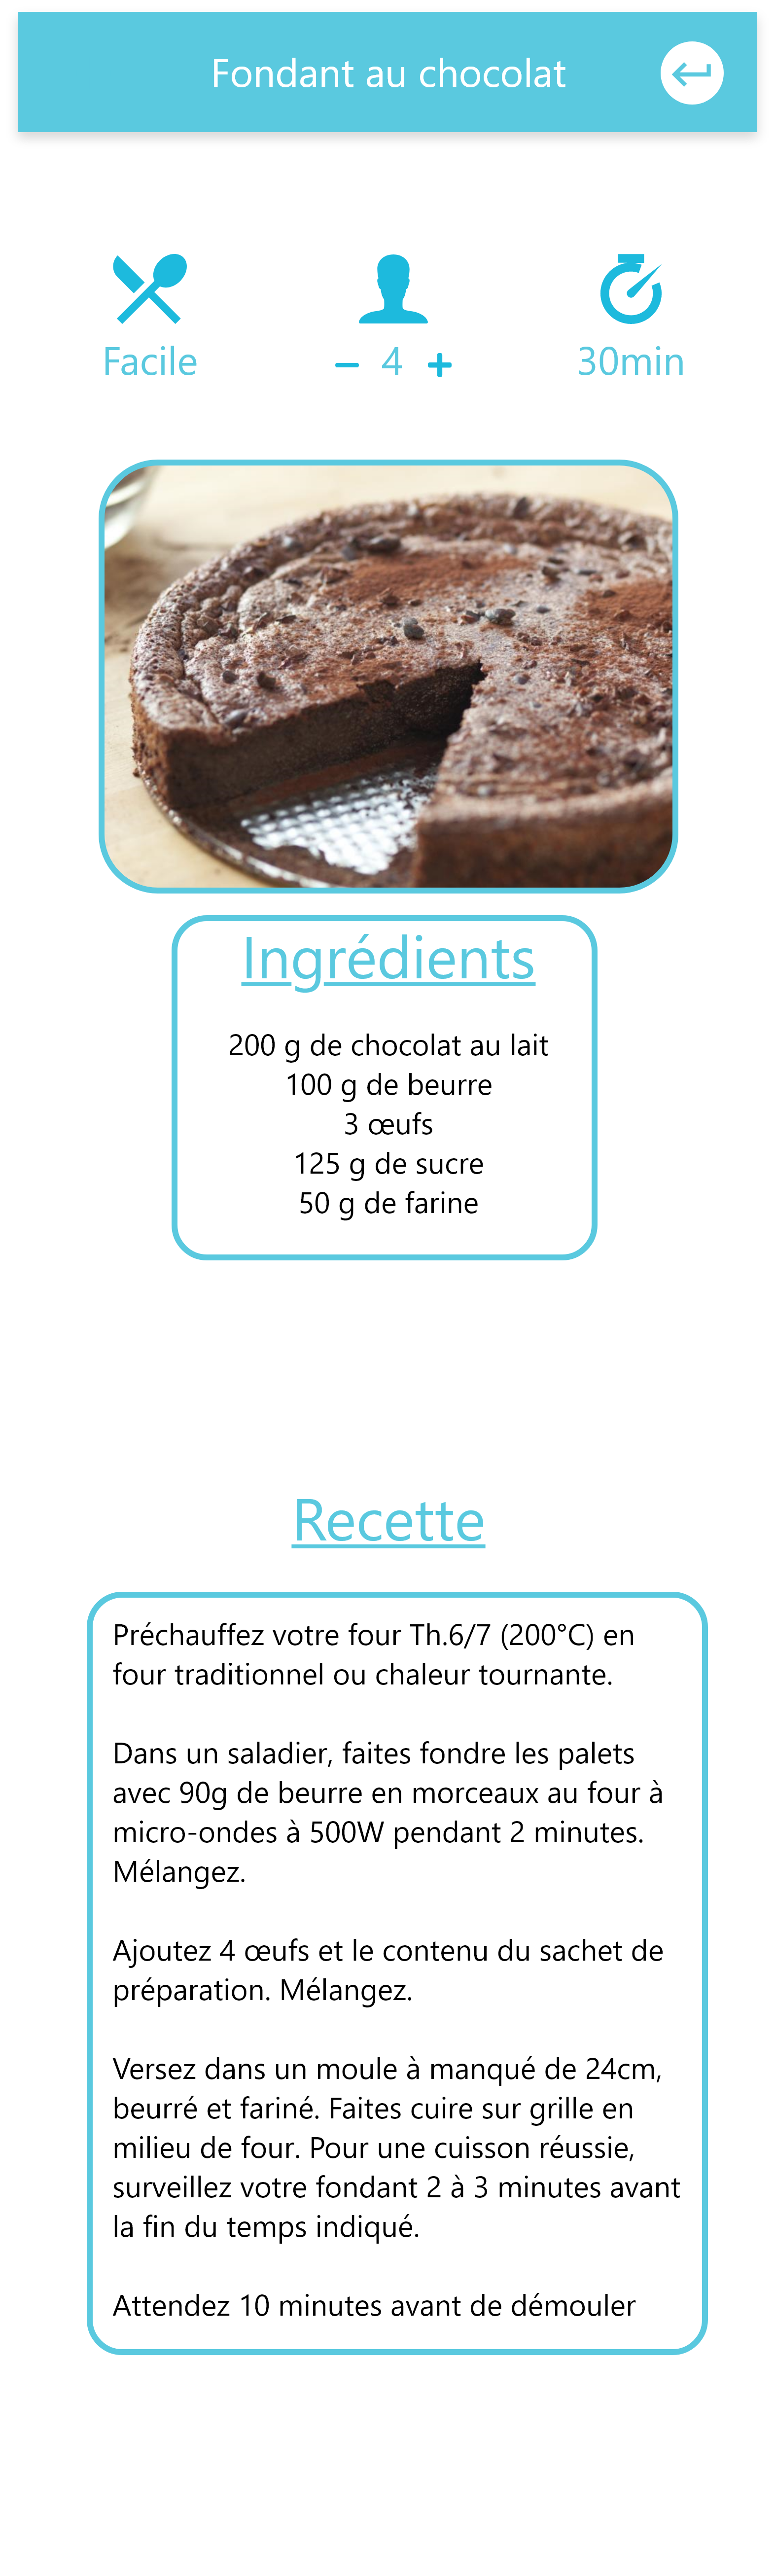 Fondant au chocolat
Facile
4
30min
Ingrédients
200 g de chocolat au lait
100 g de beurre
3 œufs
125 g de sucre
50 g de farine
Recette
Préchauffez votre four Th.6/7 (200°C) en
four traditionnel ou chaleur tournante.
Dans un saladier, faites fondre les palets
avec 90g de beurre en morceaux au four à
micro-ondes à 500W pendant 2 minutes.
Mélangez.
Ajoutez 4 œufs et le contenu du sachet de
préparation. Mélangez.
Versez dans un moule à manqué de 24cm,
beurré et fariné. Faites cuire sur grille en
milieu de four. Pour une cuisson réussie,
surveillez votre fondant 2 à 3 minutes avant
la fin du temps indiqué.
Attendez 10 minutes avant de démouler